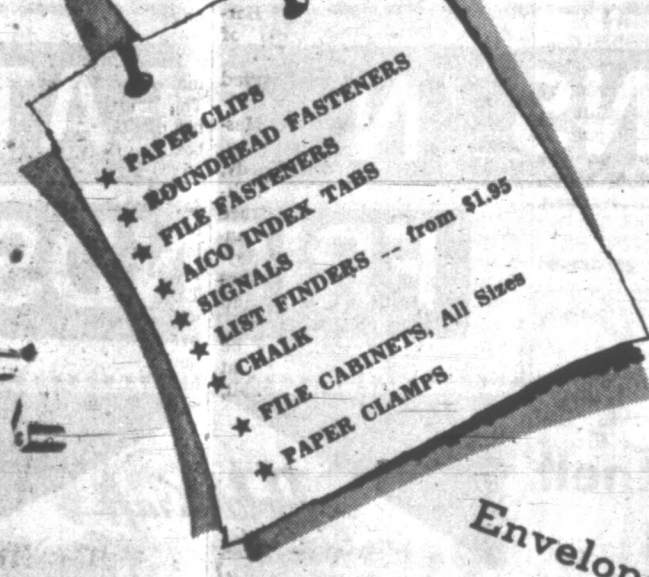 ★ PAPER CLIPS
★ ROUNDHEAD FASTENERS
★ FILE FASTENERS
★ AICO INDEX TABS
★ SIGNALS
★ LIST FINDERS -- from $1.95
★ CHALK
★ FILE CABINETS, All Sizes
★ PAPER CLAMPS